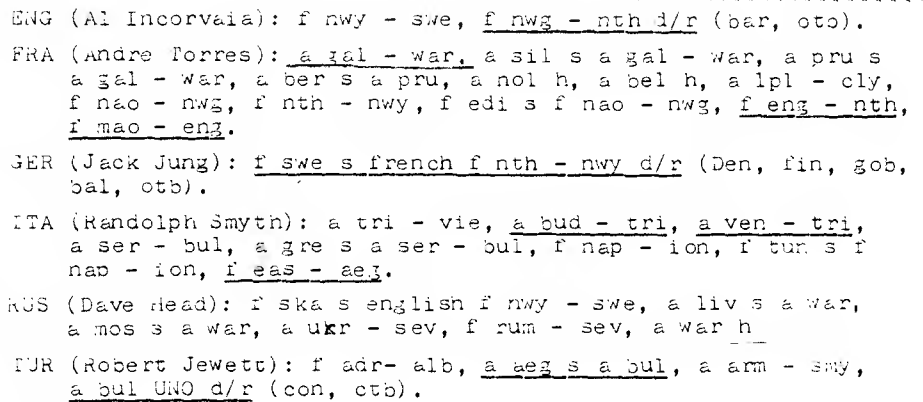 ENG (Al Incorvaia): f nwy - swe, f nwg - nth d/r (bar, oto).
FRA (Andre Torres): a gal - war, a sil s a gal - war, a pru s
a gal - war, a ber s a pru, a hol h, a bel h, a lpl - cly,
f nao - nwg, f nth - nwy, f edi s f nao - nwg, f eng - nth,
f mao - eng.
GER (Jack Jung): f swe s french f nth - nwy d/r (Den, fin, gob,
bal, otb).
ITA (Randolph Smyth): a tri - vie, a bud - tri, a ven - tri,
a ser - bul, a gre s a ser - bul, f nap - ion, f tun s f
nap - ion, f eas - aeg.
RUS (Dave Head): f ska s english f nwy - swe, a liv s a war,
a mos s a war, a ukr - sev, f rum - sev, a war h
TUR (Robert Jewett): f adr- alb, a aeg s a bul, a arm - smy,
a bul UNO d/r (con, otb).